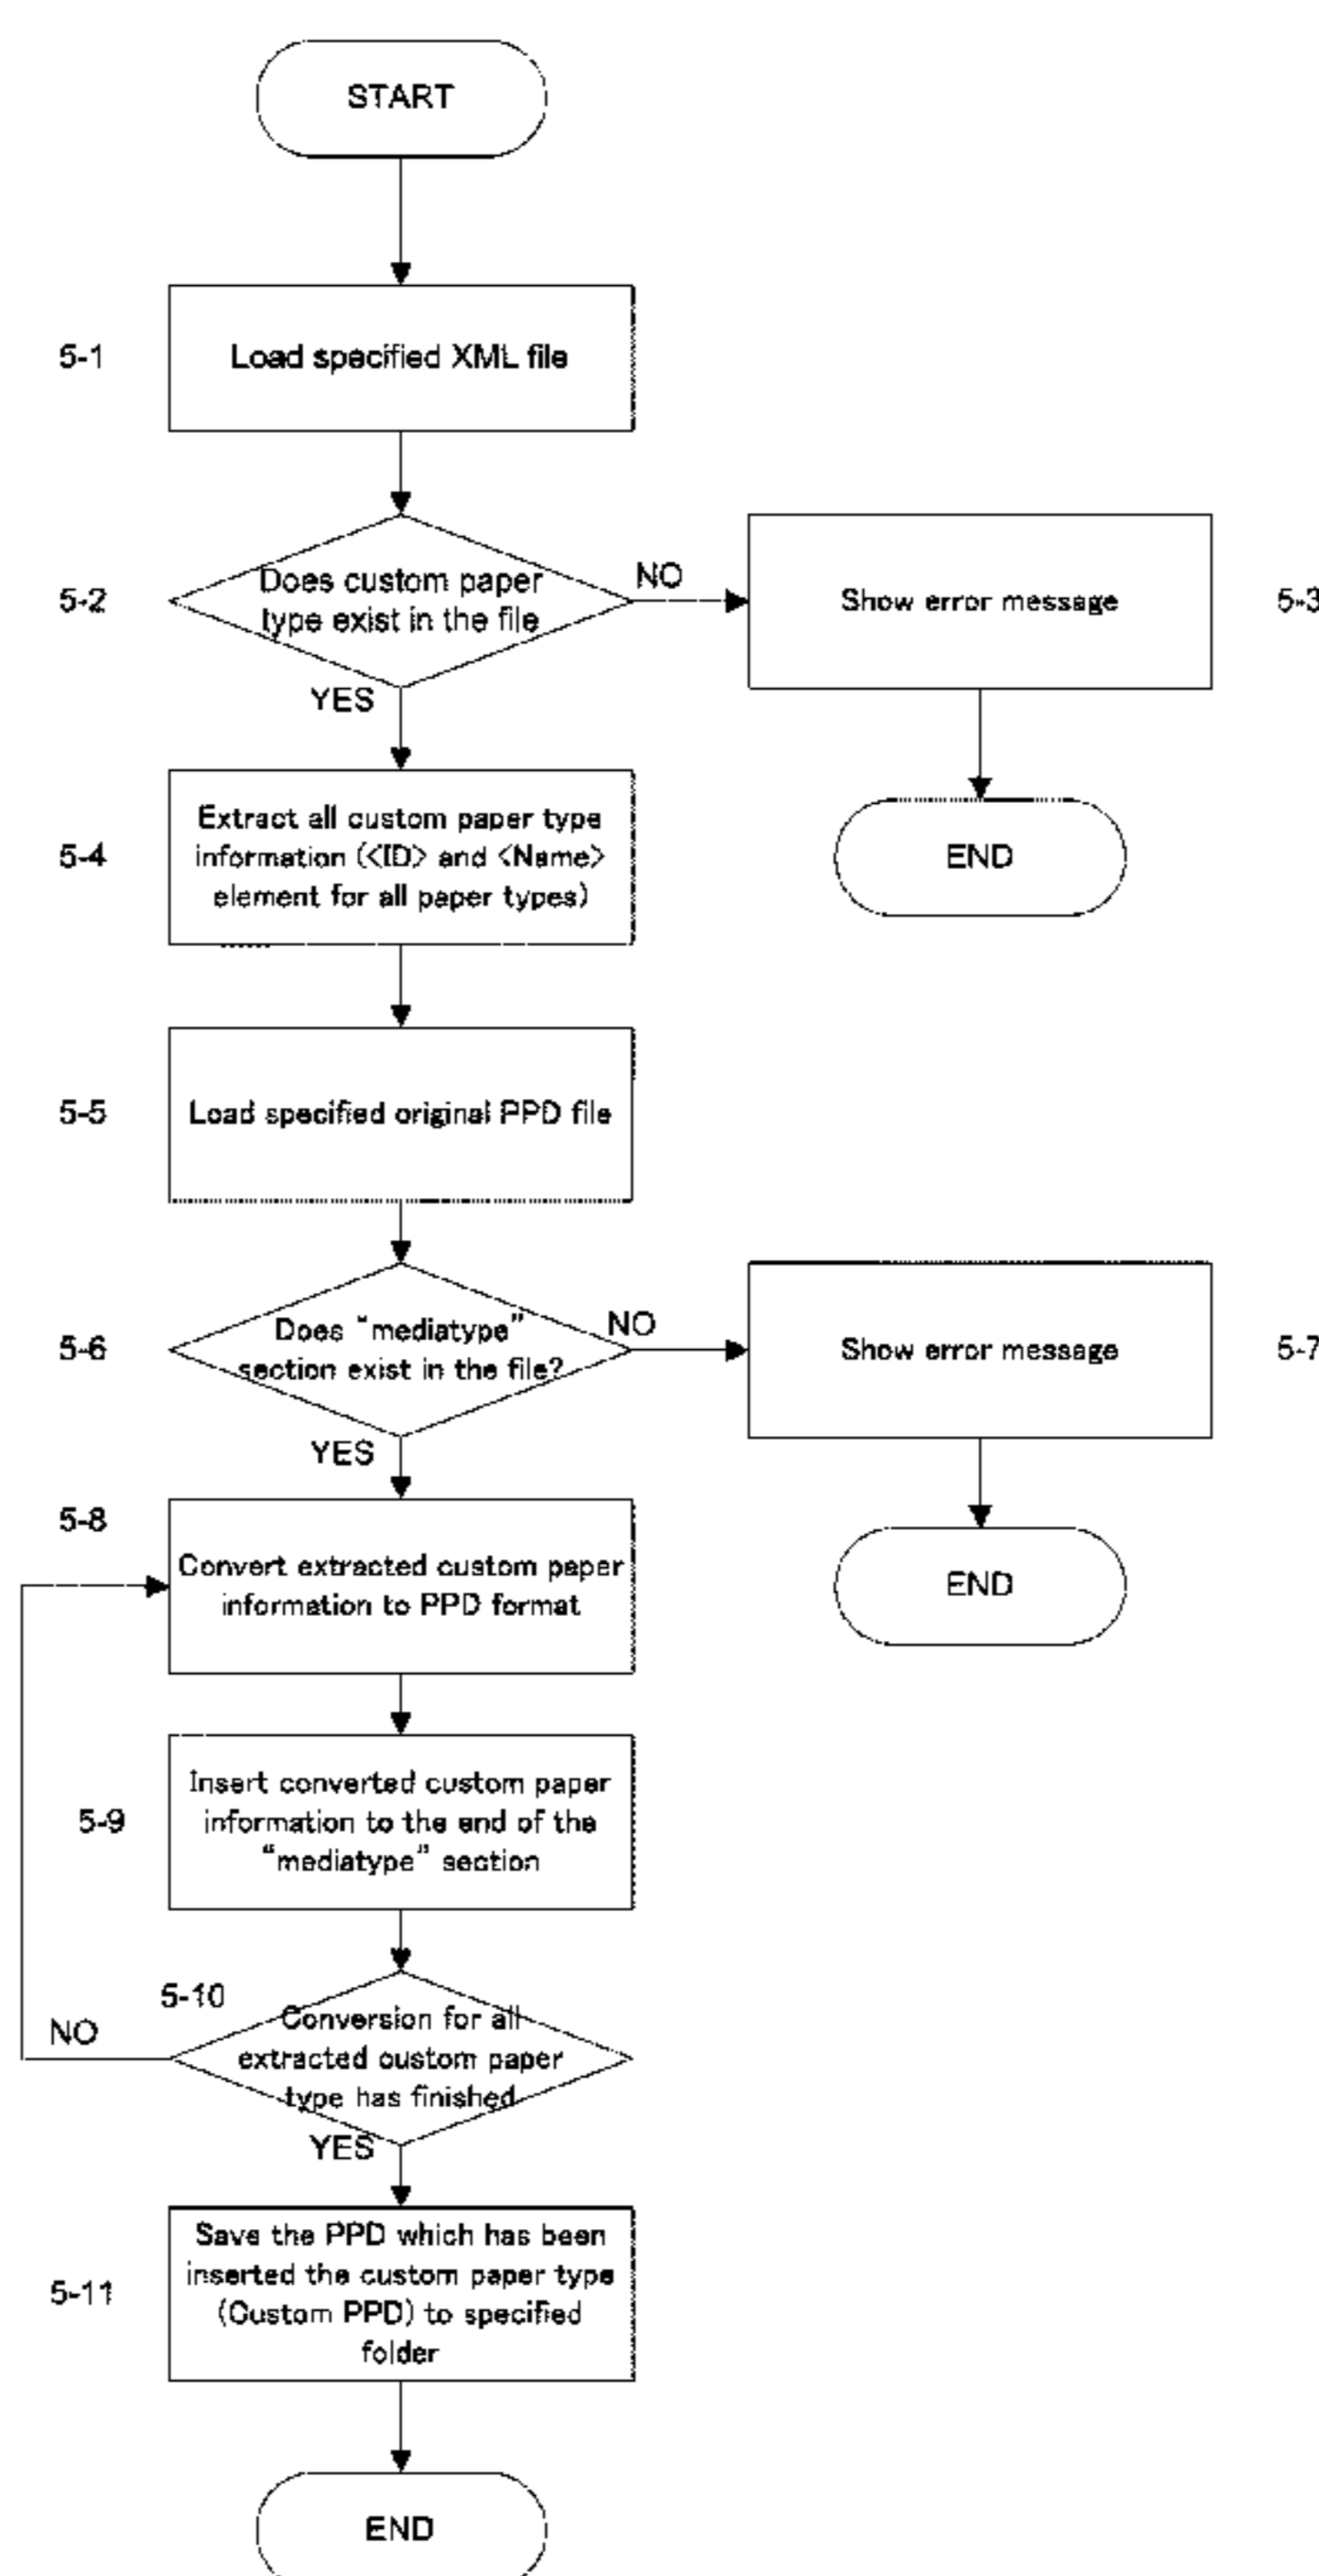 START
5-1
Load specified XML file
5-2
Does custom paper
type exist in the file
NO
Show error message
5-3
YES
5-4
Extract all custom paper type
information (<ID> and <Name>
element for all paper types)
END
5-5
Load specified original PPD file
5-6
Does “mediatype”
section exist in the file?
NO
Show error message
5-7
YES
5-8
Convert extracted custom paper
information to PPD format
END
5-9
Insert converted custom paper
information to the end of the
“mediatype” section
5-10
Conversion for all
extracted custom paper
type has finished
NO
YES
5-11
Save the PPD which has been
inserted the custom paper type
(Custom PPD) to specified
folder
END